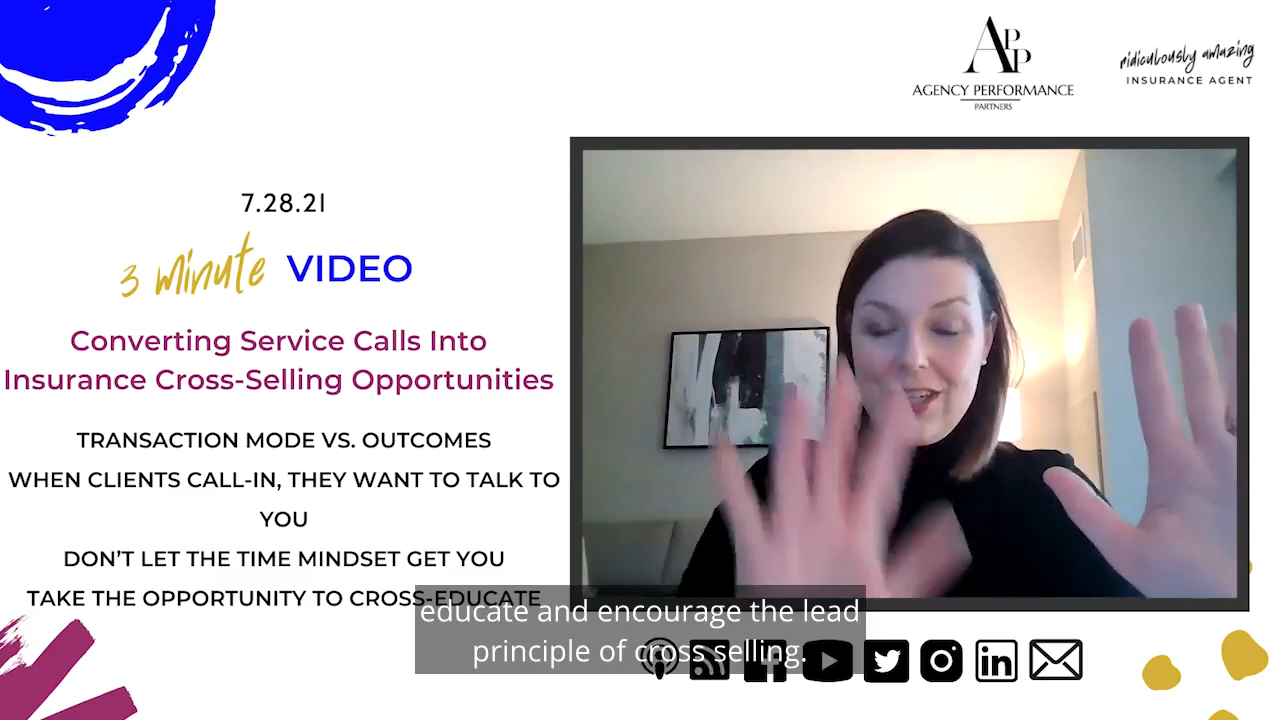 APP
AGENCY PERFORMANCE
PARTNERS
ridiculously amazing
INSURANCE AGENT
7.28.21
3 minute VIDEO
Converting Service Calls Into
Insurance Cross-Selling Opportunities
TRANSACTION MODE VS. OUTCOMES
WHEN CLIENTS CALL-IN, THEY WANT TO TALK TO
YOU
DON’T LET THE TIME MINDSET GET YOU
TAKE THE OPPORTUNITY TO CROSS-EDUCATE
educate and encourage the lead
principle of cross selling.